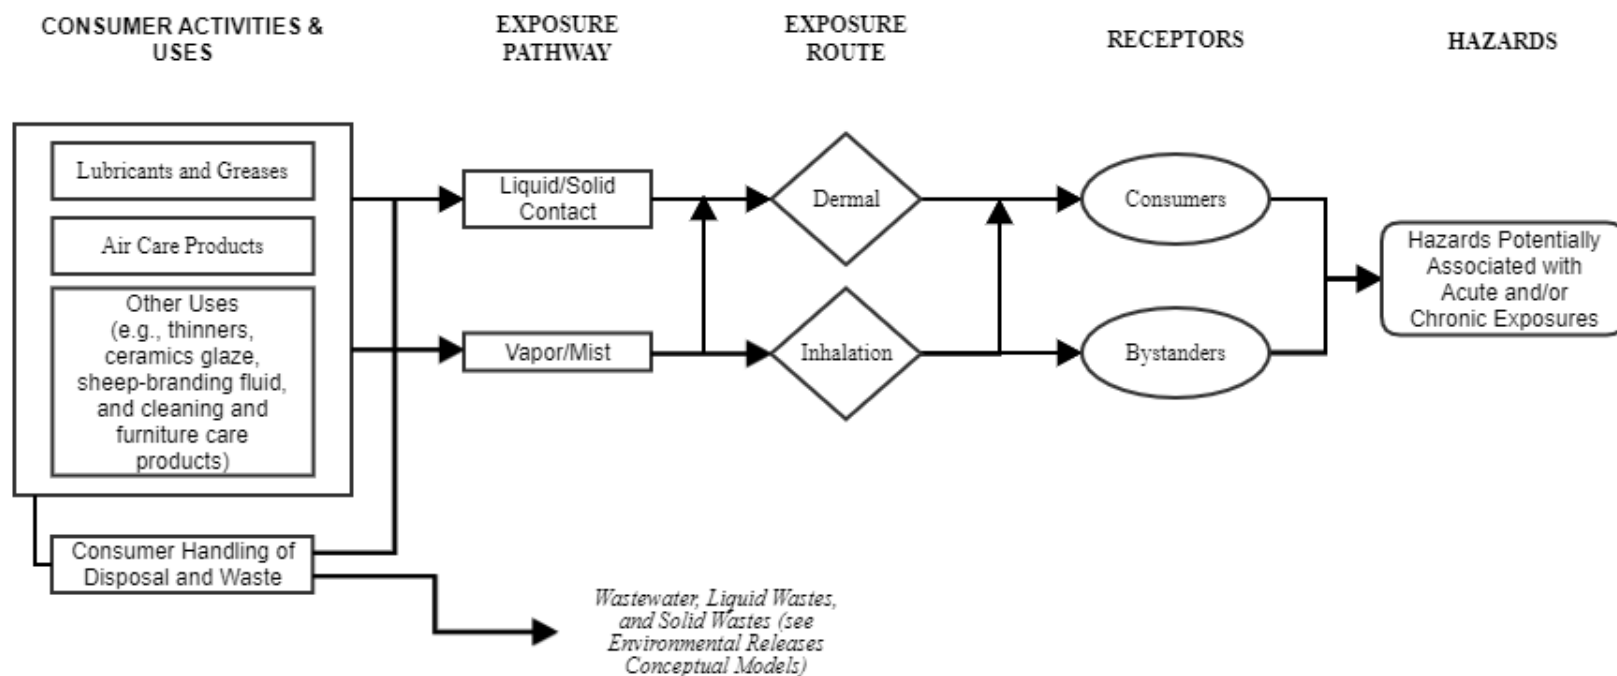 CONSUMER ACTIVITIES &
USES
EXPOSURE
PATHWAY
EXPOSURE
ROUTE
RECEPTORS
HAZARDS
Lubricants and Greases
Air Care Products
Other Uses
(e.g., thinners,
ceramics glaze,
sheep-branding fluid,
and cleaning and
furniture care
products)
Consumer Handling of
Disposal and Waste
Liquid/Solid
Contact
Vapor/Mist
Dermal
Inhalation
Consumers
Bystanders
Hazards Potentially
Associated with
Acute and/or
Chronic Exposures
Wastewater, Liquid Wastes,
and Solid Wastes (see
Environmental Releases
Conceptual Models)